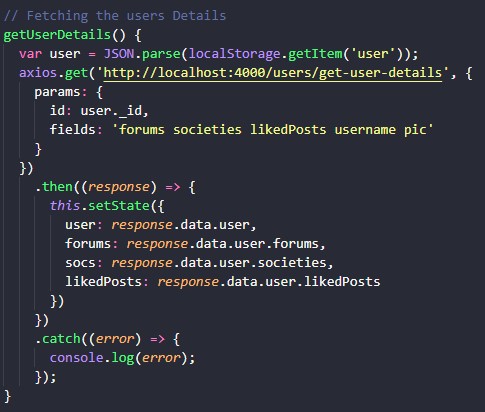 // Fetching the users Details
getUserDetails() {
  var user = JSON.parse(localStorage.getItem('user'));
  axios.get('http://localhost:4000/users/get-user-details', {
    params: {
      id: user._id,
      fields: 'forums societies likedPosts username pic'
    }
  })
    .then((response) => {
      this.setState({
        user: response.data.user,
        forums: response.data.user.forums,
        socs: response.data.user.societies,
        likedPosts: response.data.user.likedPosts
      })
    })
    .catch((error) => {
      console.log(error);
    });
}